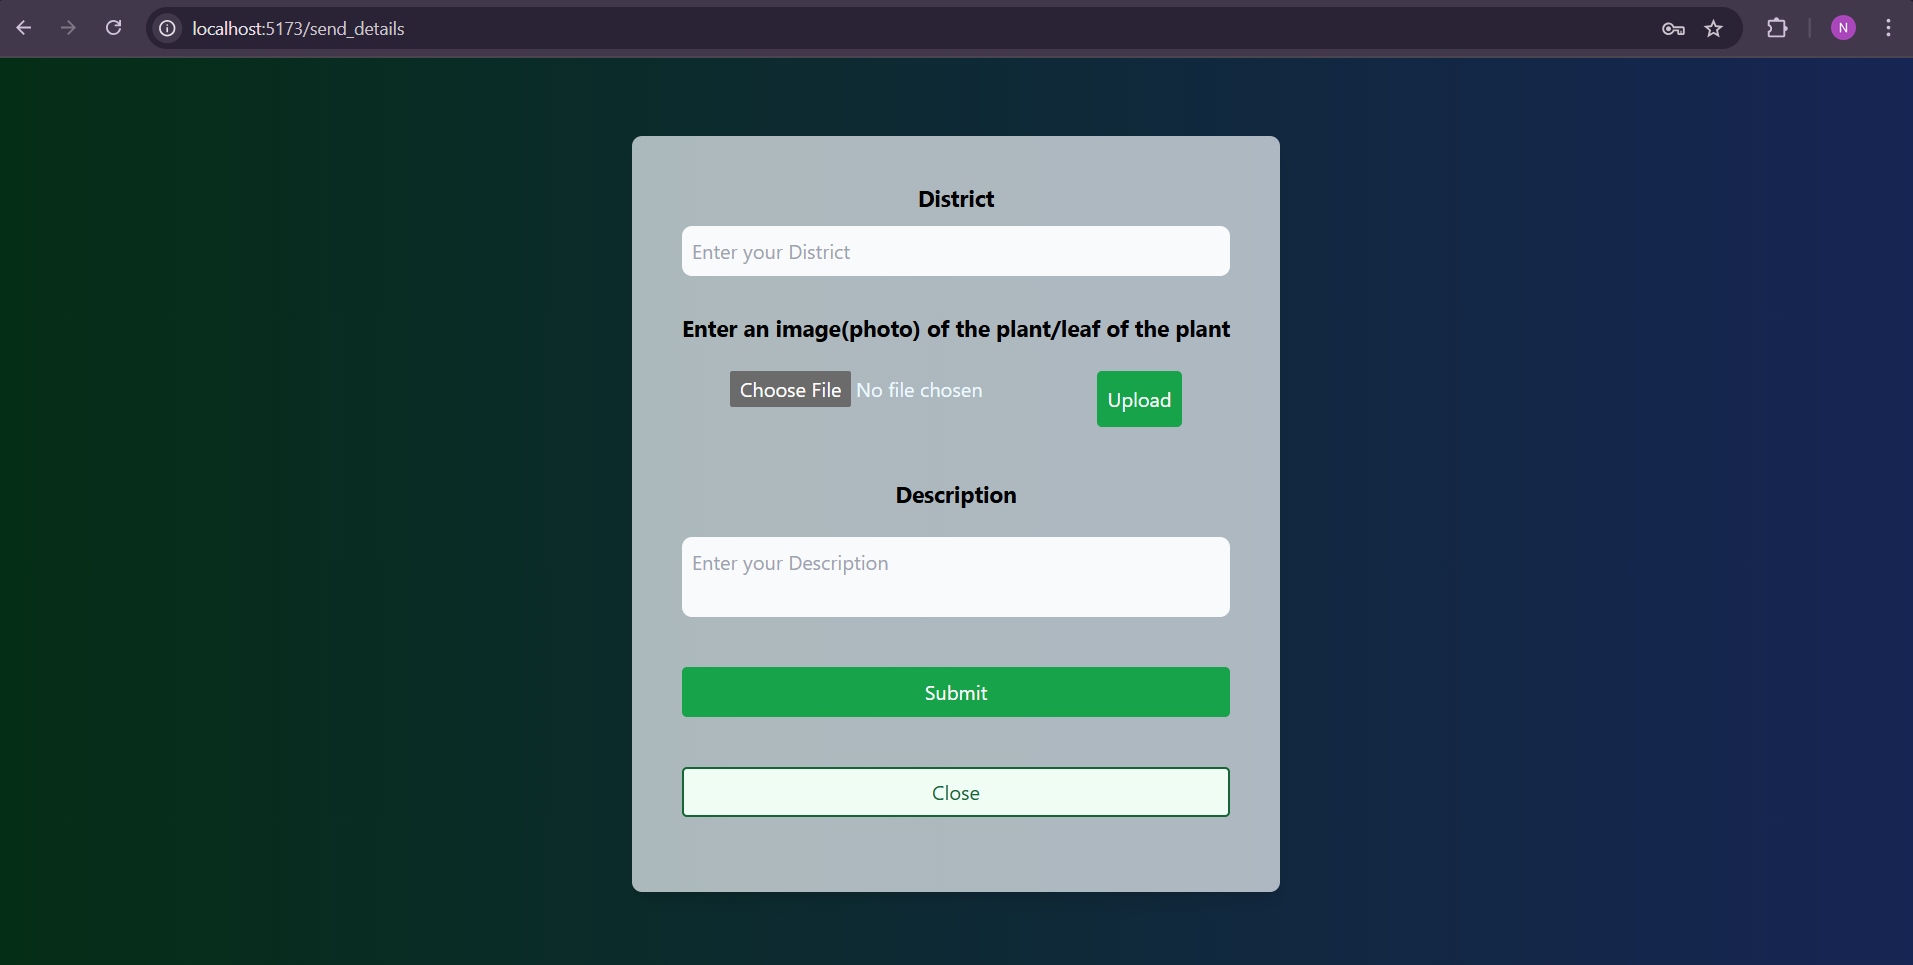 localhost:5173/send_details
N
District
Enter your District
Enter an image(photo) of the plant/leaf of the plant
Choose File No file chosen
Upload
Description
Enter your Description
Submit
Close